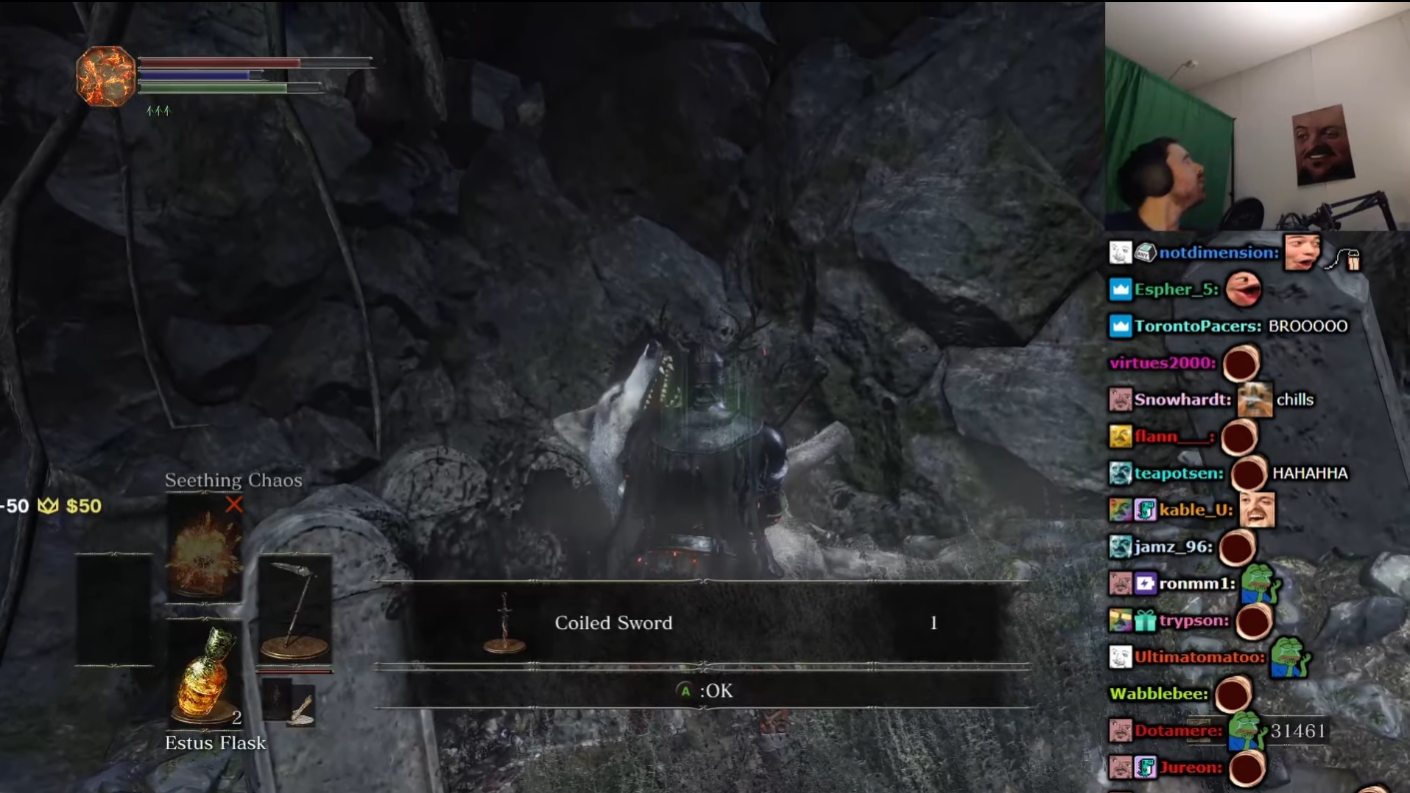 Seething Chaos
-50 $50
2
Estus Flask
Coiled Sword 1
A :OK
notdimension:
Espher_5:
TorontoPacers: BROOOOO
virtues2000:
Snowhardt: chills
flann___:
teapotsen: HAHAHHA
kable_U:
jamz_96:
ronmm1:
trypson:
Ultimatomatoo:
Wabblebee:
Dotamere:
31461
Jureon: